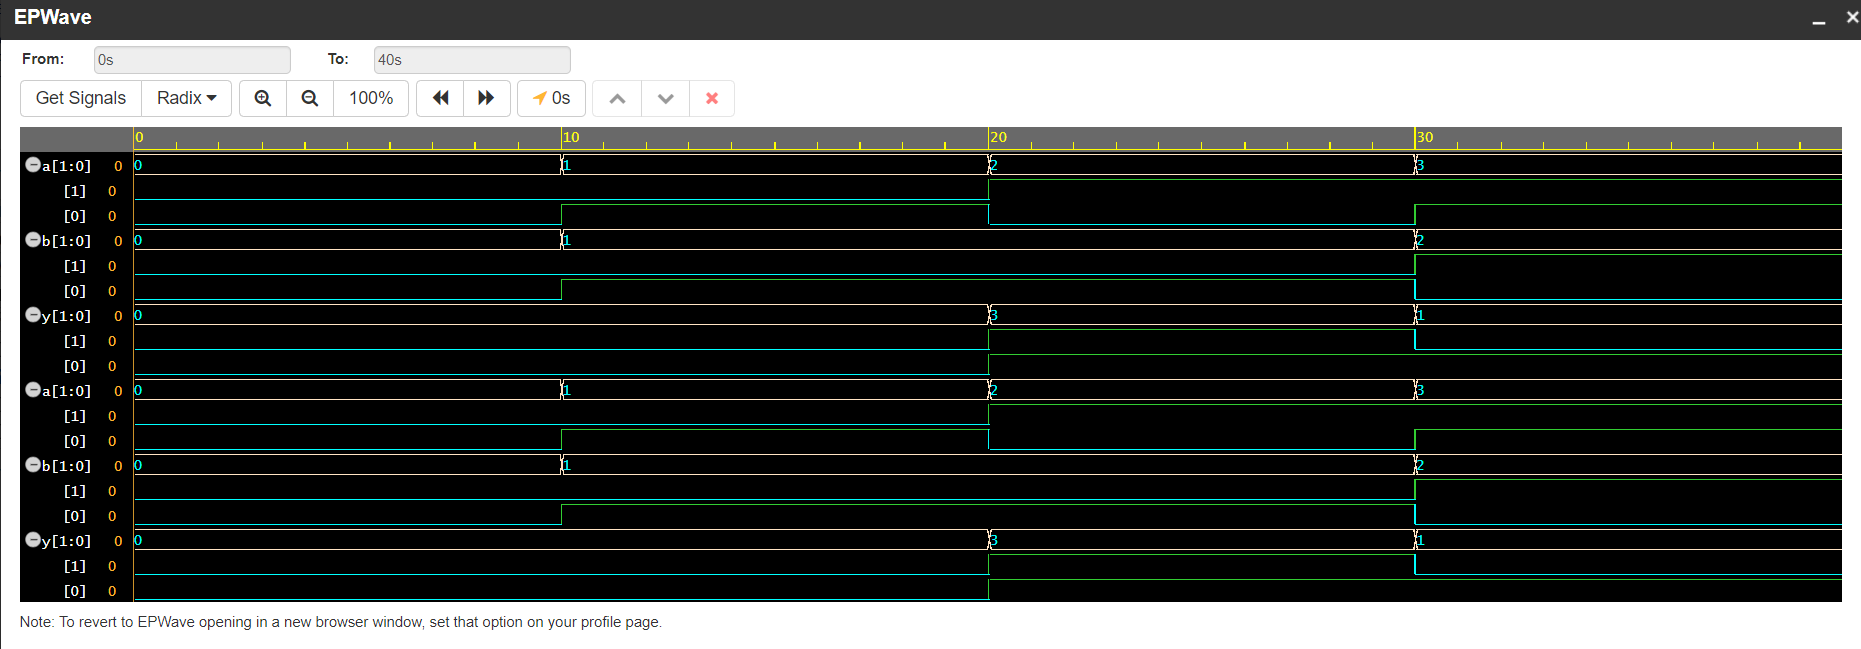 EPWave
From: 0s To: 40s
Get Signals Radix 100% 0s
0 10 20 30
a[1:0] 0 0 1 2 3
[1] 0
[0] 0
b[1:0] 0 0 1 2
[1] 0
[0] 0
y[1:0] 0 0 3 1
[1] 0
[0] 0
a[1:0] 0 0 1 2 3
[1] 0
[0] 0
b[1:0] 0 0 1 2
[1] 0
[0] 0
y[1:0] 0 0 3 1
[1] 0
[0] 0
Note: To revert to EPWave opening in a new browser window, set that option on your profile page.